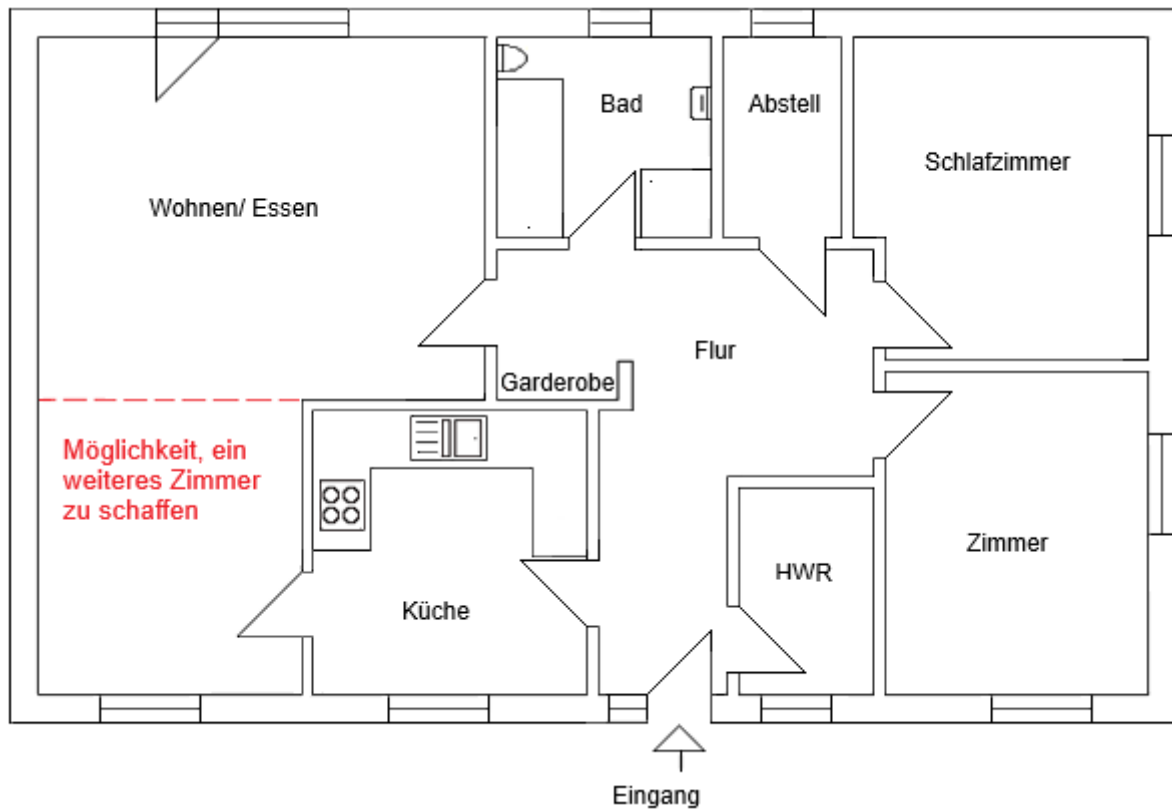 Bad
Abstell
Schlafzimmer
Wohnen/ Essen
Flur
Garderobe
Möglichkeit, ein
weiteres Zimmer
zu schaffen
Zimmer
HWR
Küche
Eingang